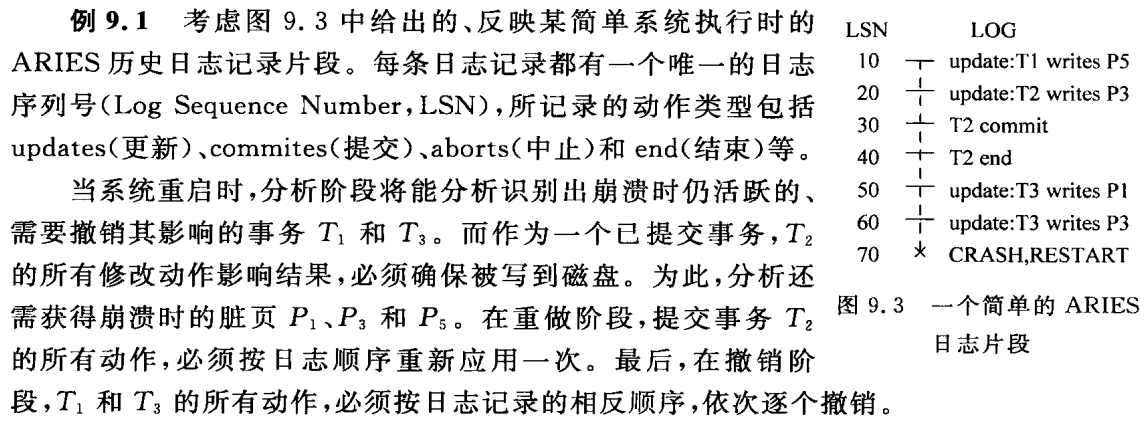 例 9.1 考虑图 9.3 中给出的、反映某简单系统执行时的
ARIES 历史日志记录片段。每条日志记录都有一个唯一的日志
序列号(Log Sequence Number,LSN),所记录的动作类型包括
updates(更新)、commites(提交)、aborts(中止)和 end(结束)等。
当系统重启时,分析阶段将能分析识别出崩溃时仍活跃的、
需要撤销其影响的事务 T₁ 和 T₃。而作为一个已提交事务,T₂
的所有修改动作影响结果,必须确保被写到磁盘。为此,分析还
需获得崩溃时的脏页 P₁、P₃ 和 P₅。在重做阶段,提交事务 T₂
的所有动作,必须按日志顺序重新应用一次。最后,在撤销阶
段,T₁ 和 T₃ 的所有动作,必须按日志记录的相反顺序,依次逐个撤销。
LSN LOG
10 update:T1 writes P5
20 update:T2 writes P3
30 T2 commit
40 T2 end
50 update:T3 writes P1
60 update:T3 writes P3
70 CRASH,RESTART
图 9.3 一个简单的 ARIES
日志片段